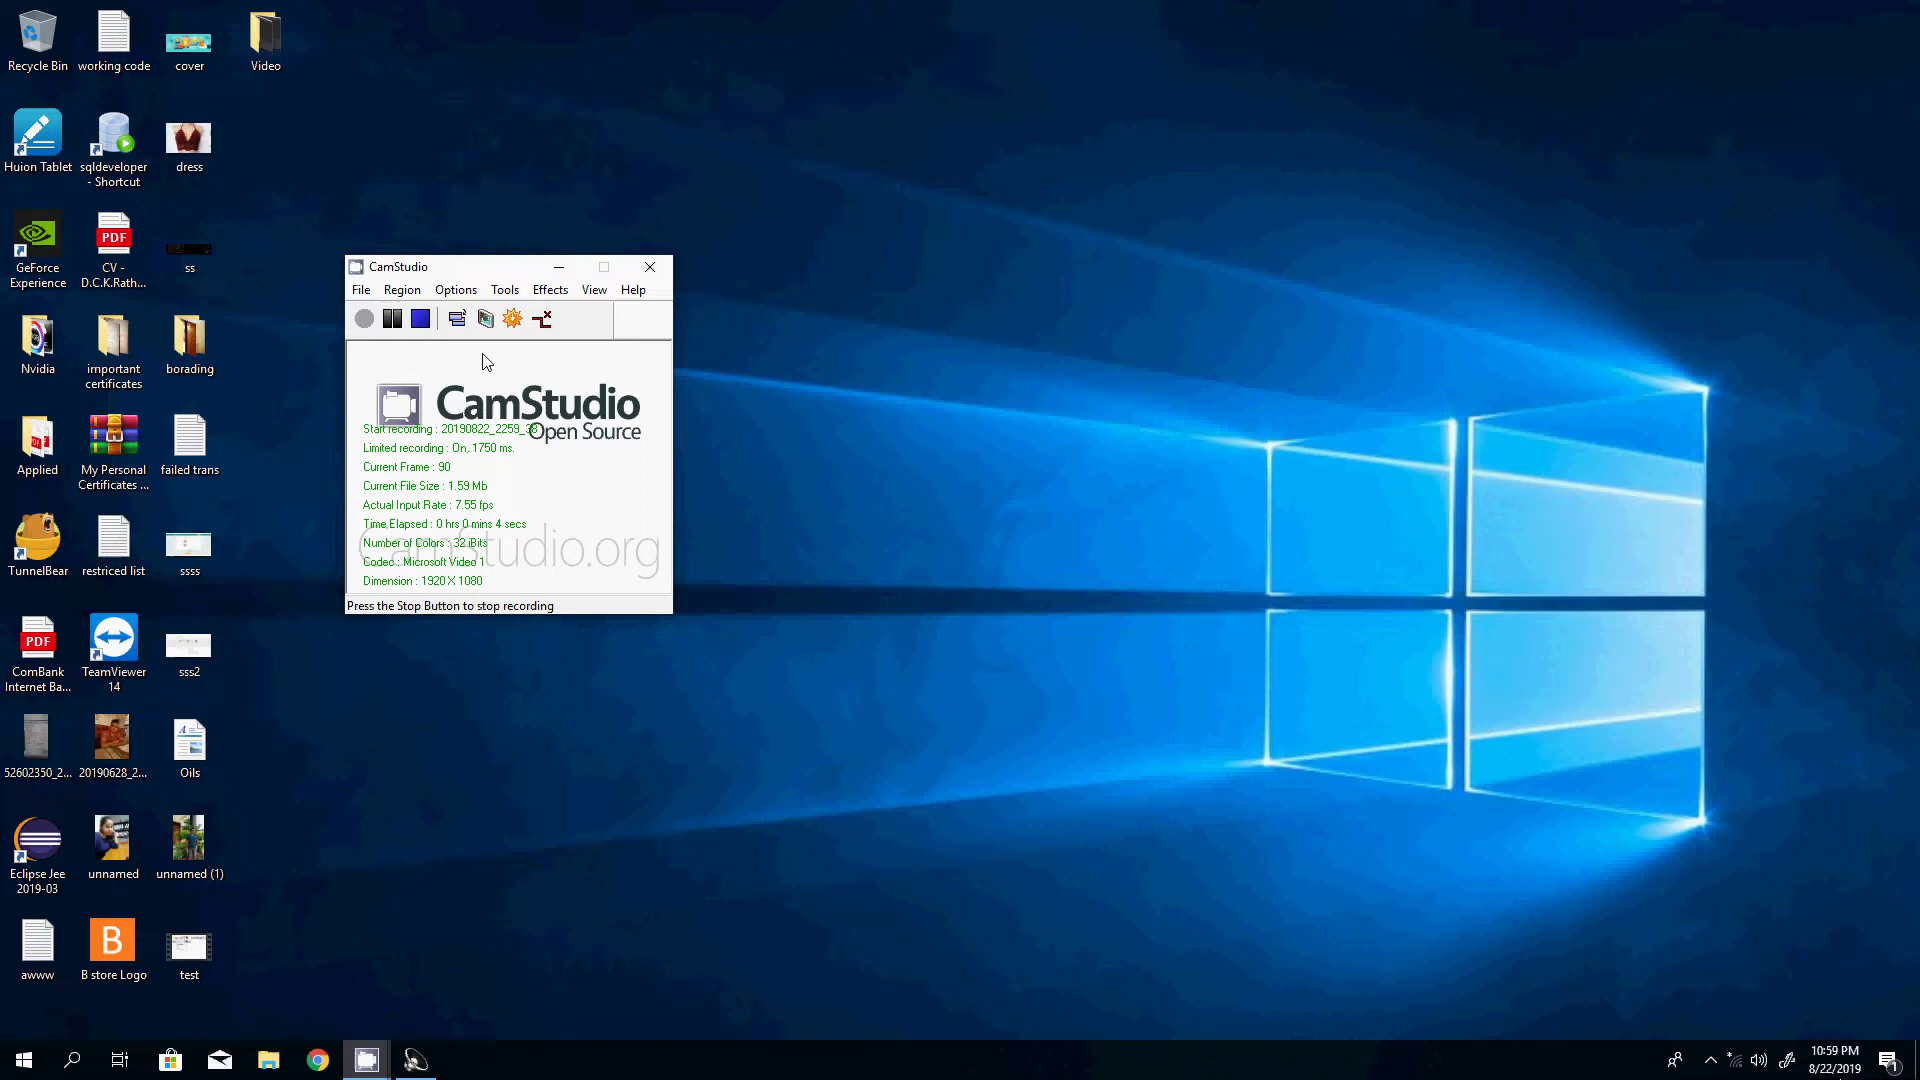 Recycle Bin
working code
cover
Video
Huion Tablet
sqldeveloper
- Shortcut
dress
GeForce
Experience
PDF
CV -
D.C.K.Rath...
ss
Nvidia
important
certificates
borading
Applied
My Personal
Certificates ...
failed trans
TunnelBear
restriced list
ssss
PDF
ComBank
Internet Ba...
TeamViewer
14
sss2
52602350_2...
20190628_2...
Oils
Eclipse Jee
2019-03
unnamed
unnamed (1)
awww
B
B store Logo
test
CamStudio
File Region Options Tools Effects View Help
CamStudio
Open Source
Start recording : 20190822_2259_38
Limited recording : On, 1750 ms.
Current Frame : 90
Current File Size : 1.59 Mb
Actual Input Rate : 7.55 fps
Time Elapsed : 0 hrs 0 mins 4 secs
CamStudio.org
Number of Colors : 32 Bits
Codec : Microsoft Video 1
Dimension : 1920 X 1080
Press the Stop Button to stop recording
10:59 PM
8/22/2019
1